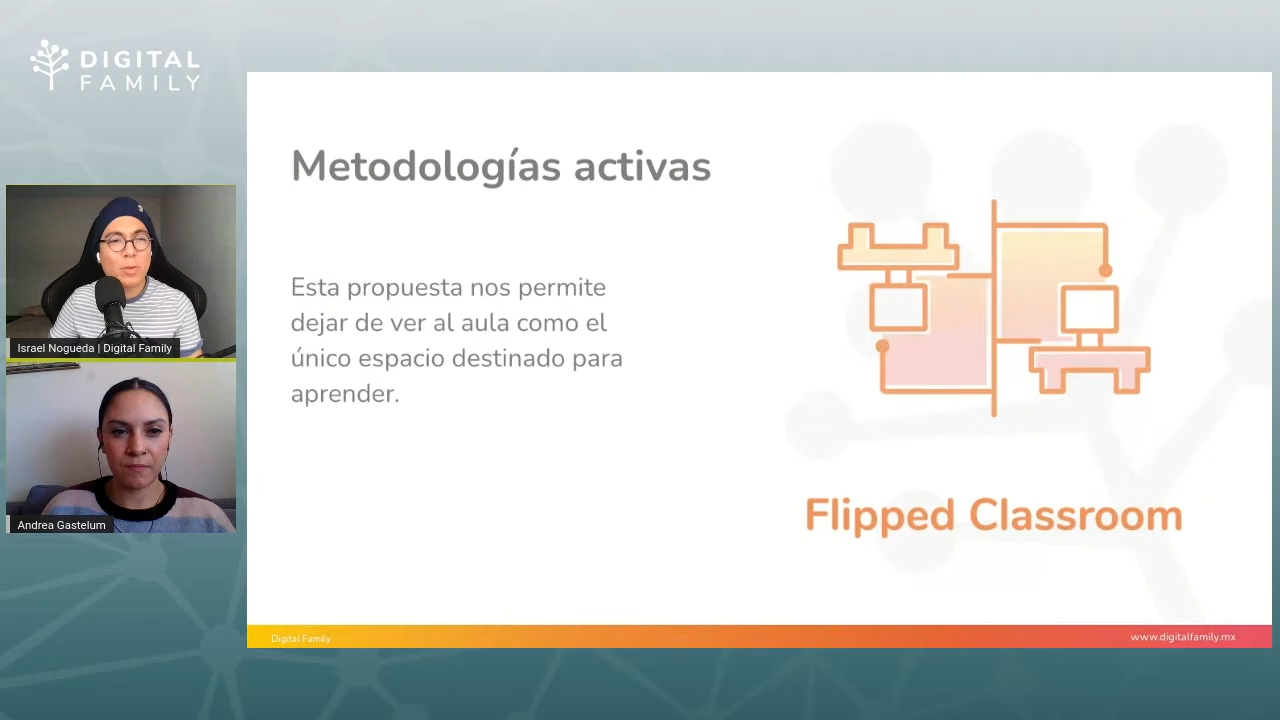 DIGITAL
FAMILY
Metodologías activas
Esta propuesta nos permite
dejar de ver al aula como el
único espacio destinado para
aprender.
Flipped Classroom
Israel Nogueda | Digital Family
Andrea Gastelum
Digital Family
www.digitalfamily.mx